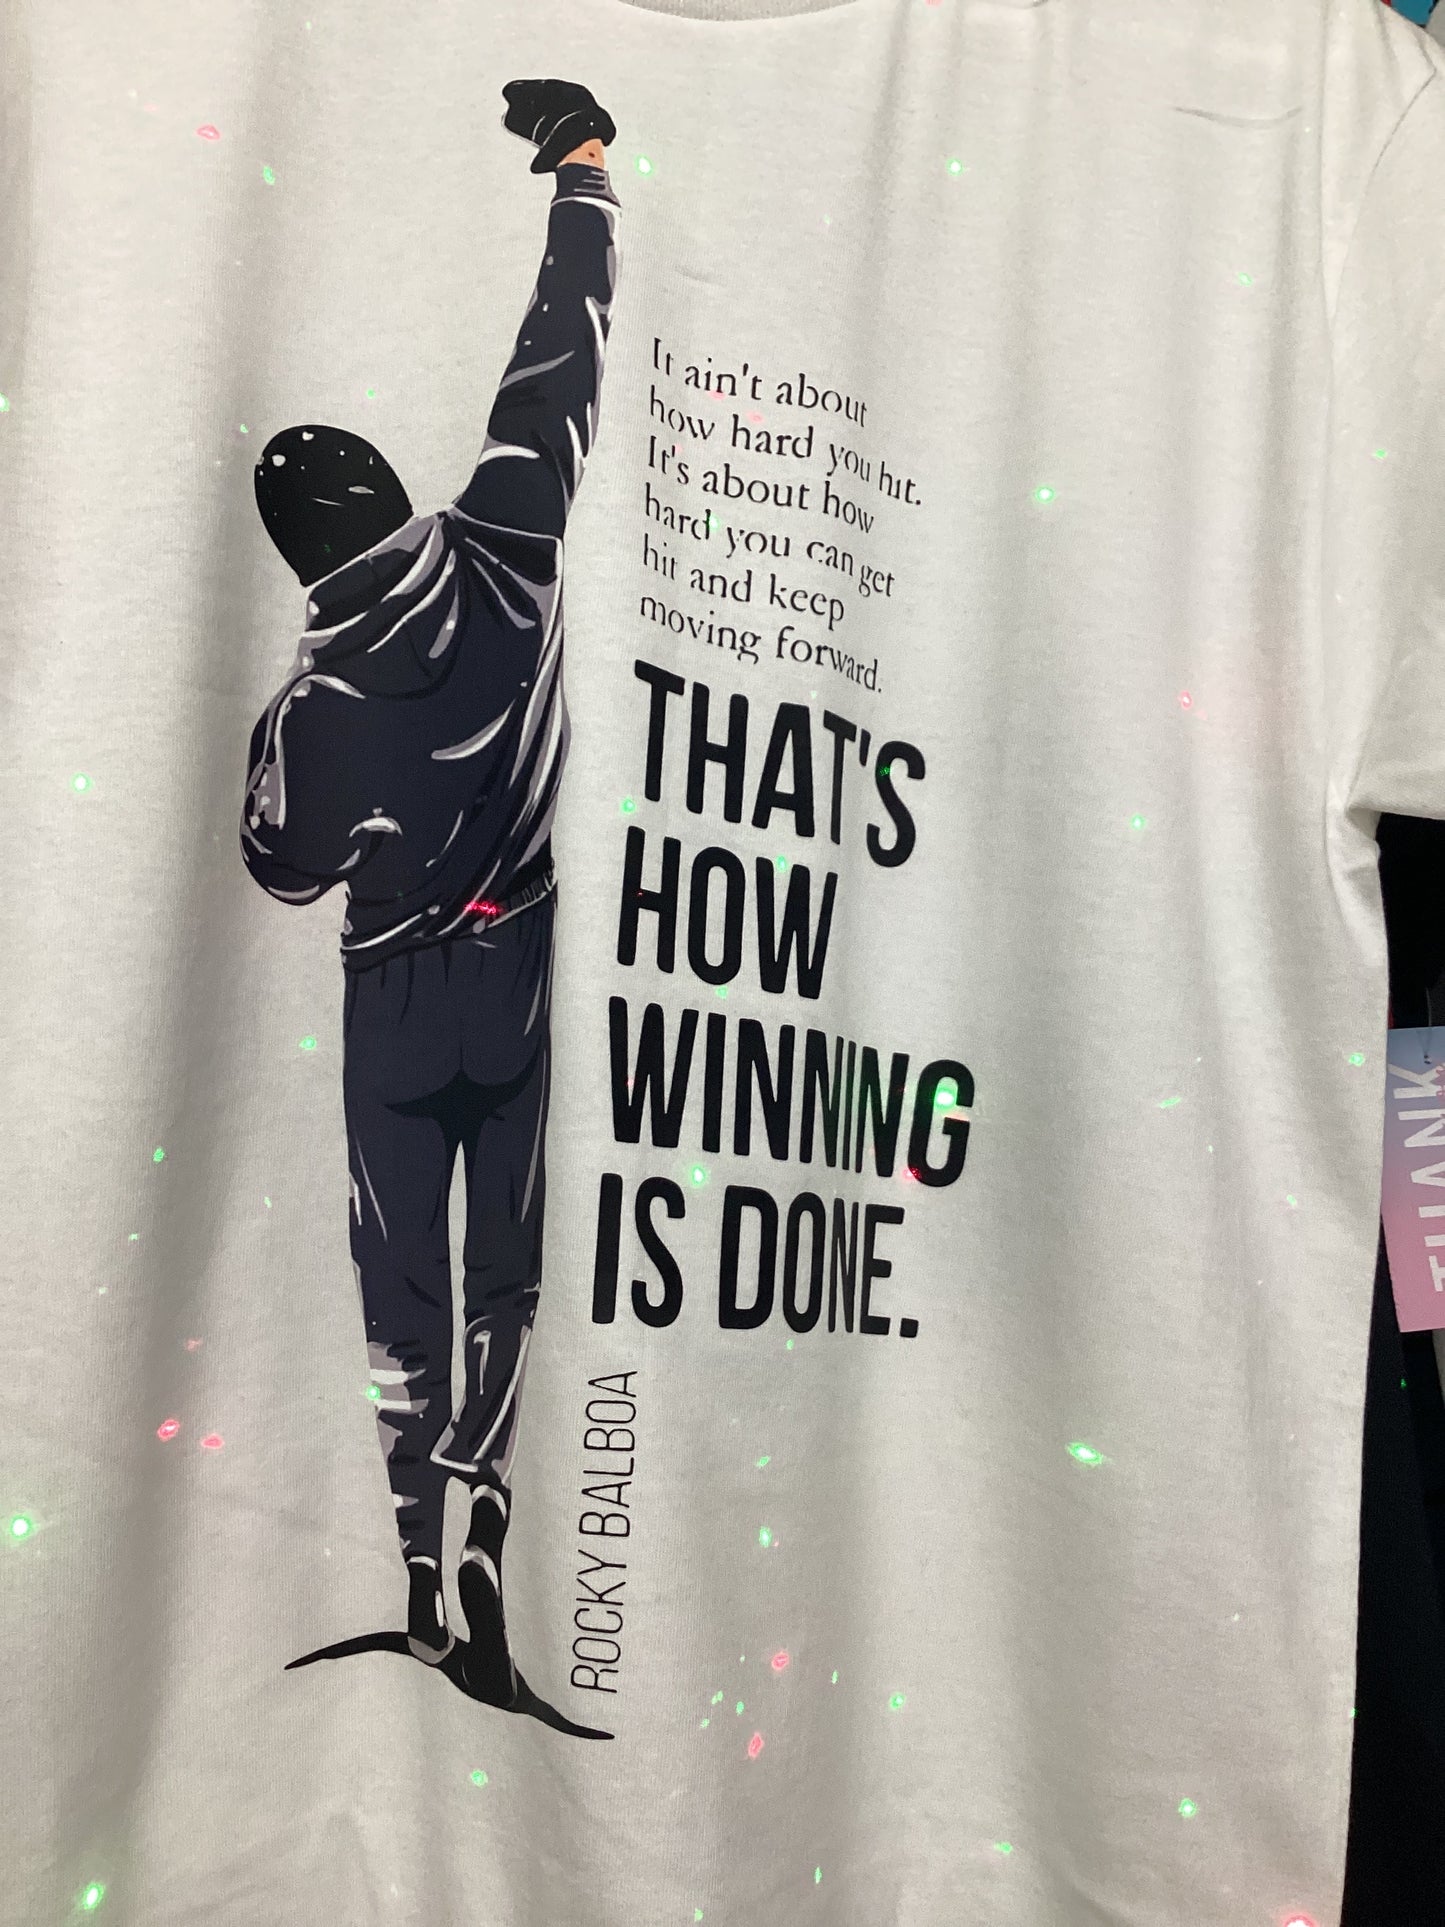 It ain't about
how hard you hit.
It's about how
hard you can get
hit and keep
moving forward.
THAT'S
HOW
WINNING
IS DONE.
ROCKY BALBOA
THANK